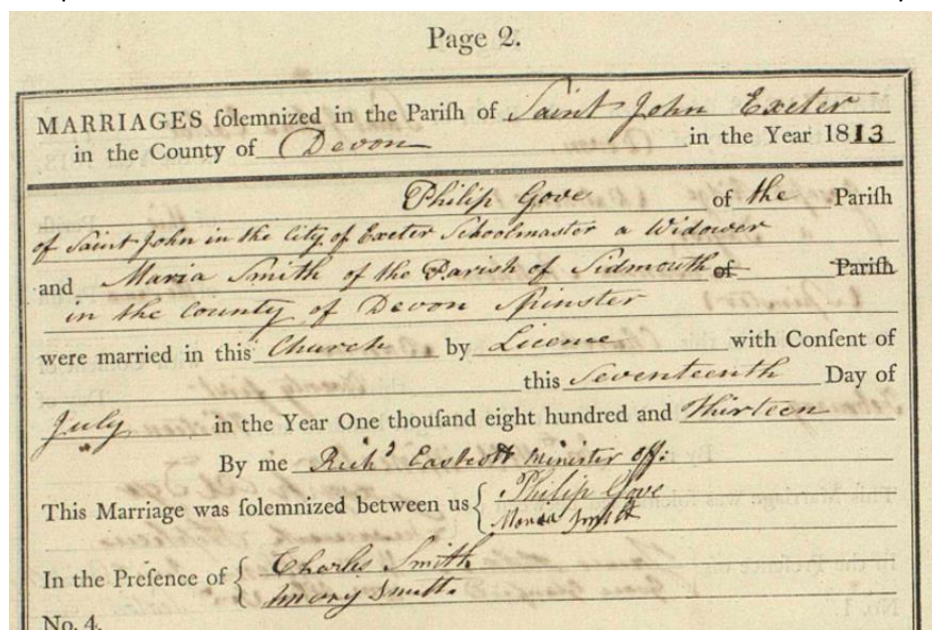 Page 2.
MARRIAGES ſolemnized in the Pariſh of Saint John Exeter
in the County of Devon in the Year 1813
Philip Gove of the Pariſh
of Saint John in the City of Exeter Schoolmaster a Widower
and Maria Smith of the Parish of Sidmouth of Pariſh
in the County of Devon Spinster
were married in this Church by Licence with Conſent of
this Seventeenth Day of
July in the Year One thouſand eight hundred and Thirteen
By me Richd Eastcott Minister off:
This Marriage was ſolemnized between us { Philip Gove
Maria Smith
In the Preſence of { Charles Smith
Smith.
No. 4.